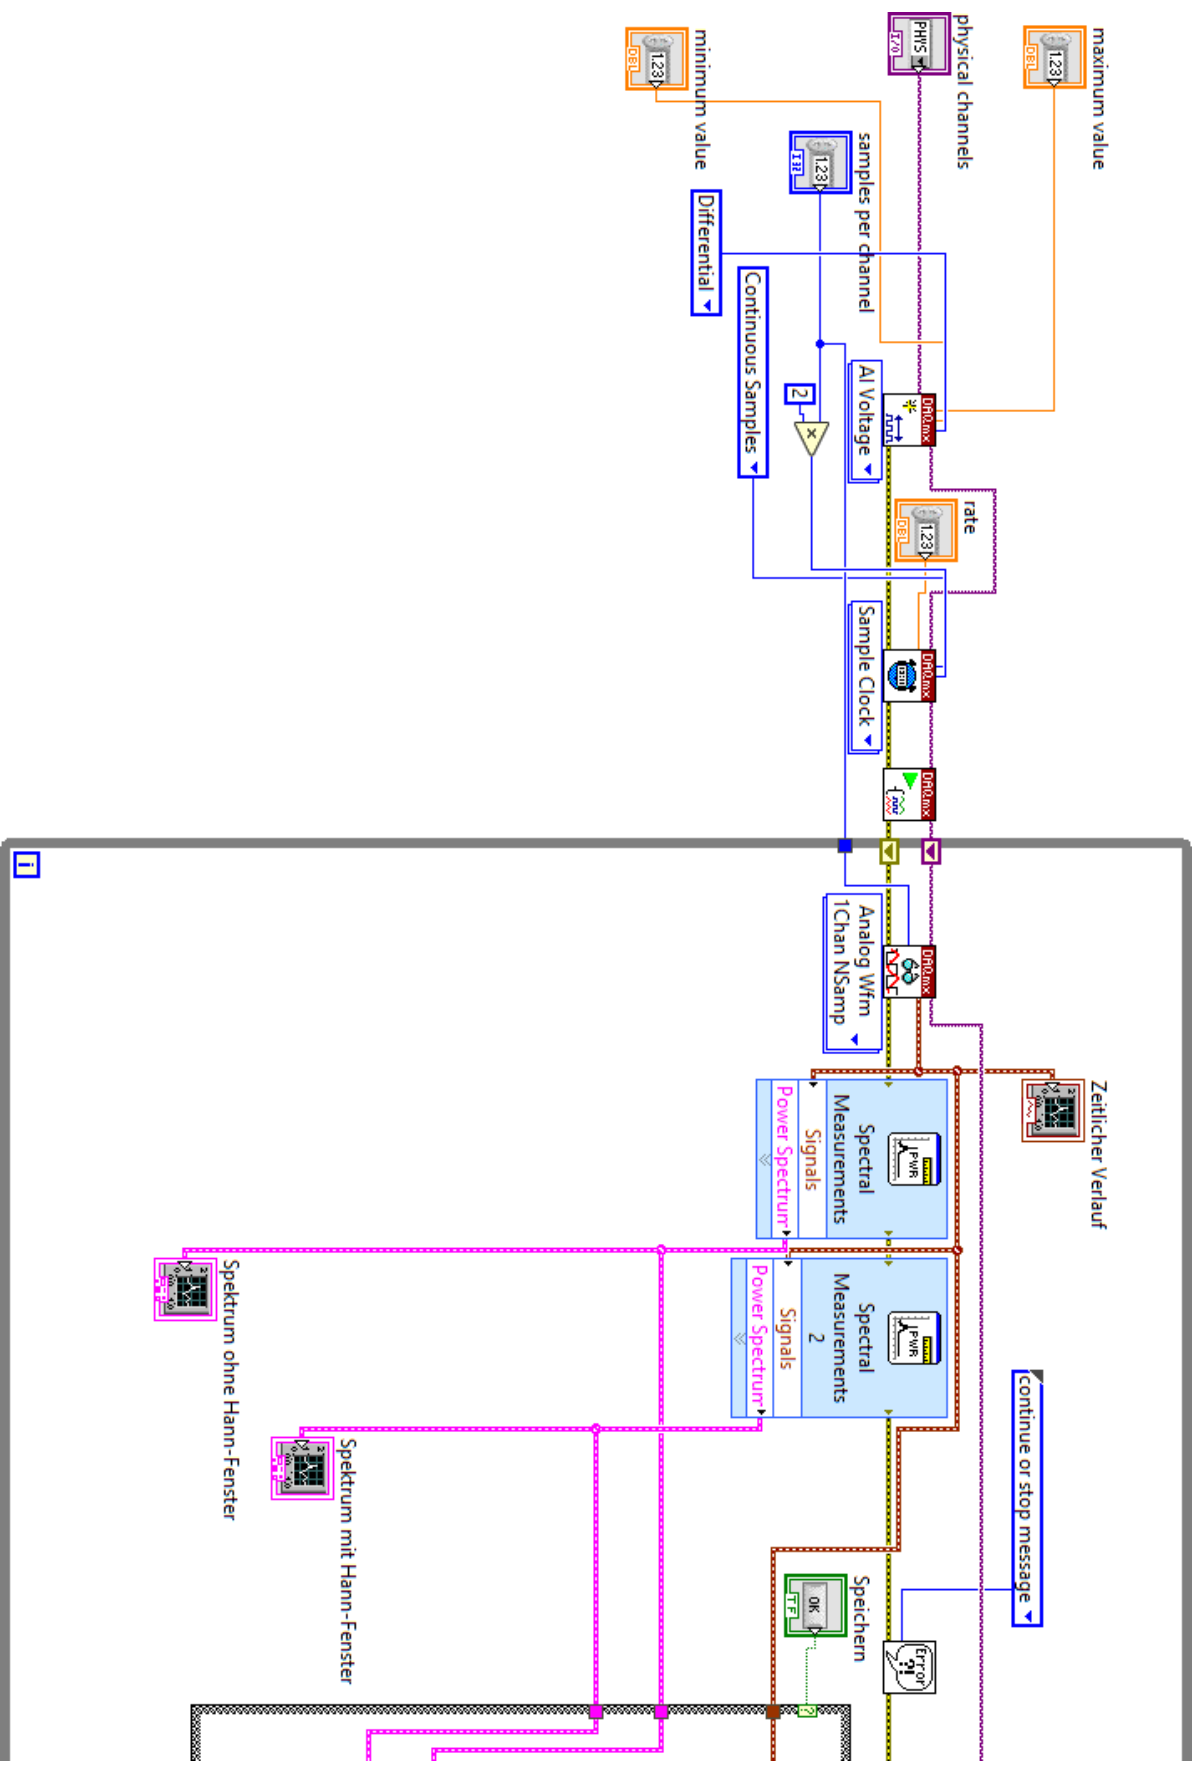 maximum value
1.23
DBL
physical channels
PHYS
I/O
minimum value
1.23
DBL
samples per channel
1.23
I32
Differential
Continuous Samples
2
x
AI Voltage
DAQmx
rate
1.23
DBL
Sample Clock
DAQmx
DAQmx
i
Analog Wfm
1Chan NSamp
DAQmx
Zeitlicher Verlauf
PWR
Spectral
Measurements
Signals
Power Spectrum
PWR
Spectral
Measurements
2
Signals
Power Spectrum
Spektrum ohne Hann-Fenster
Spektrum mit Hann-Fenster
continue or stop message
Speichern
OK
TF
Error
?!
?